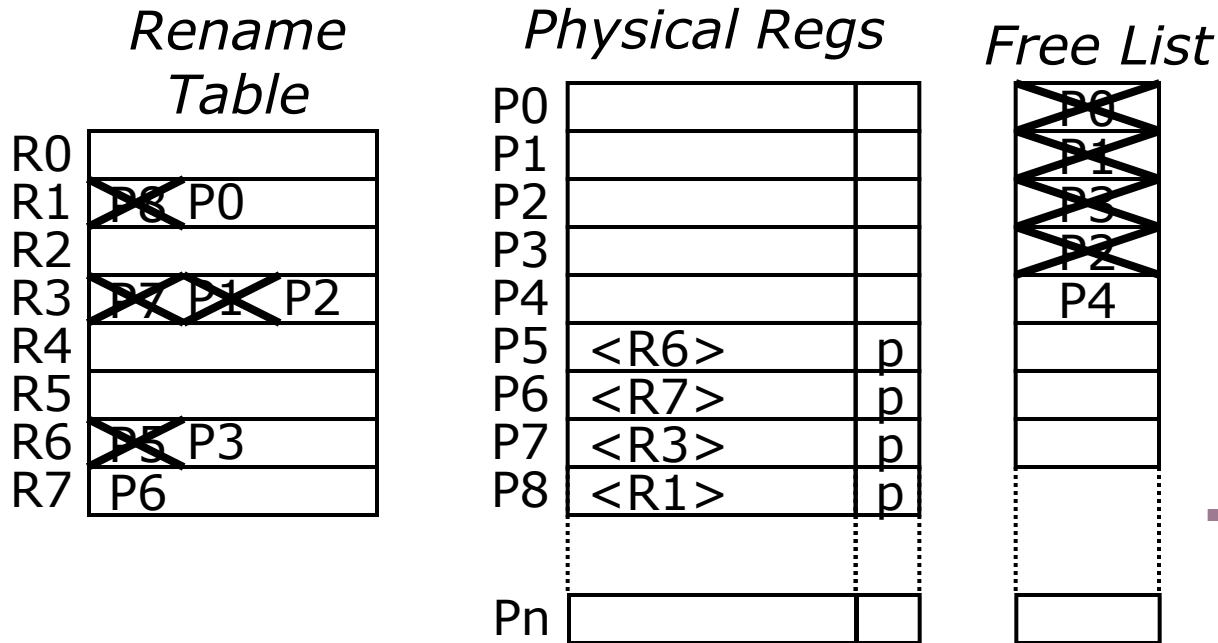 Rename
Table
Physical Regs
Free List
R0
R1 P8 P0
R2
R3 P7 P1 P2
R4
R5
R6 P5 P3
R7 P6
P0
P1
P2
P3
P4
P5 <R6> p
P6 <R7> p
P7 <R3> p
P8 <R1> p
Pn
P0
P1
P3
P2
P4